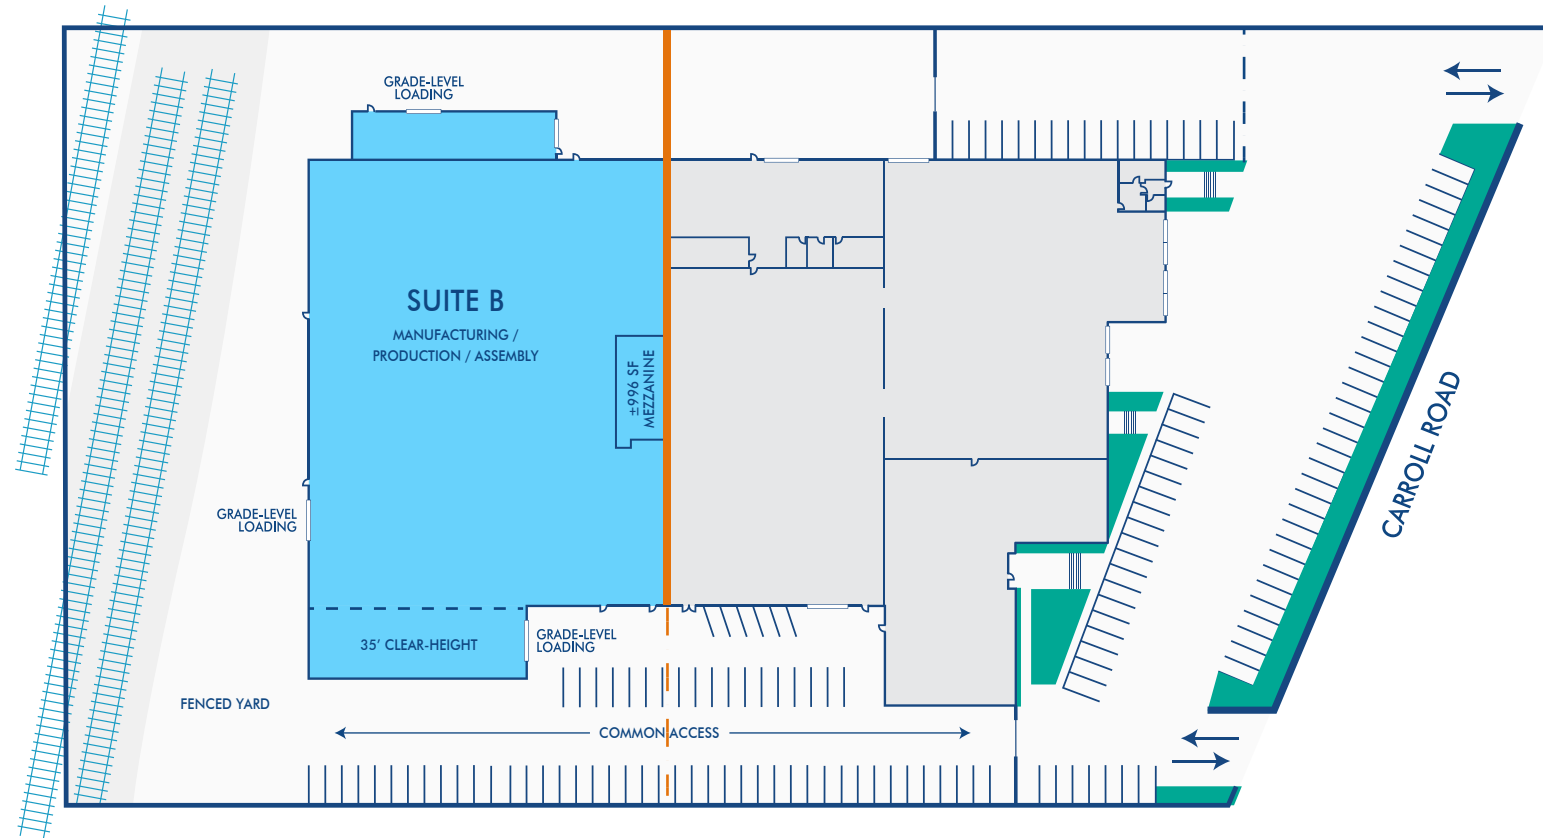 GRADE-LEVEL
LOADING
SUITE B
MANUFACTURING /
PRODUCTION / ASSEMBLY
±996 SF
MEZZANINE
CARROLL ROAD
GRADE-LEVEL
LOADING
GRADE-LEVEL
LOADING
35' CLEAR-HEIGHT
FENCED YARD
COMMON ACCESS